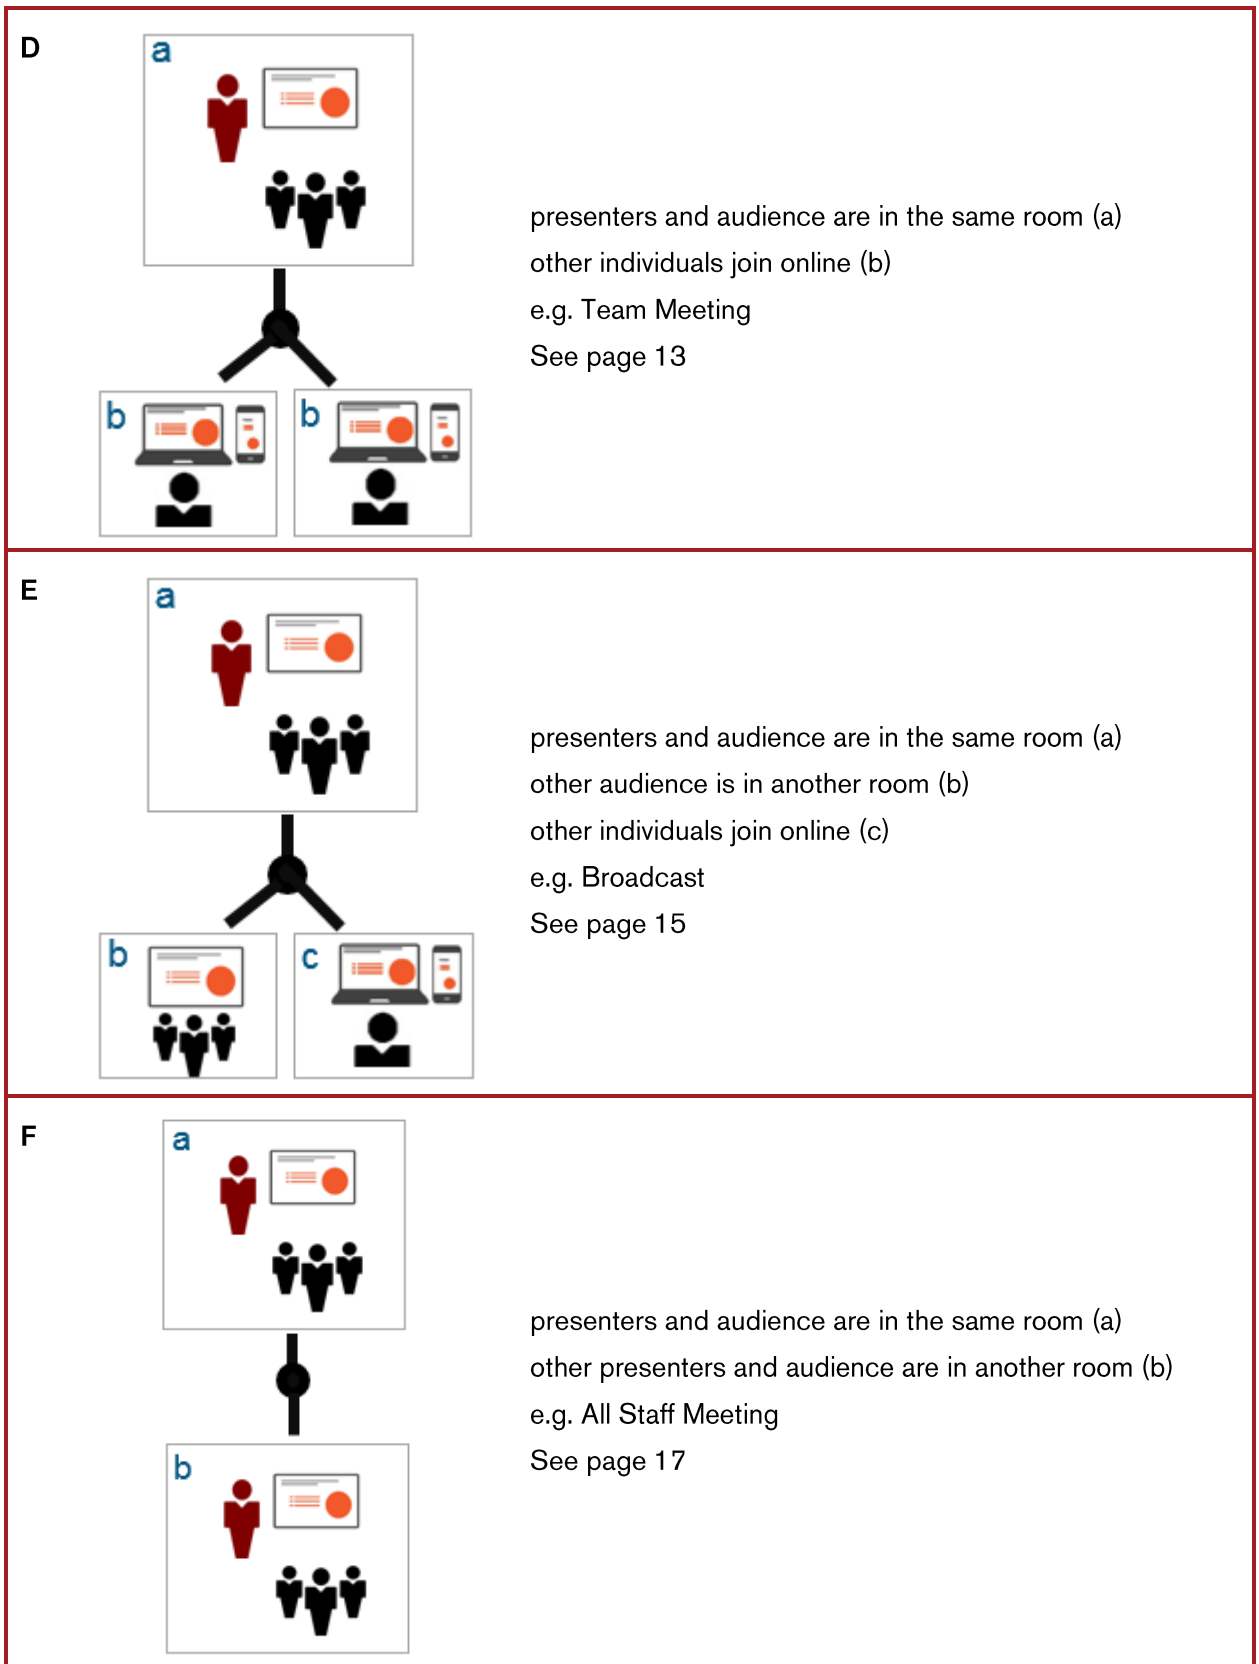 D
a
presenters and audience are in the same room (a)
other individuals join online (b)
e.g. Team Meeting
See page 13
b
b
E
a
presenters and audience are in the same room (a)
other audience is in another room (b)
other individuals join online (c)
e.g. Broadcast
See page 15
b
c
F
a
presenters and audience are in the same room (a)
other presenters and audience are in another room (b)
e.g. All Staff Meeting
See page 17
b